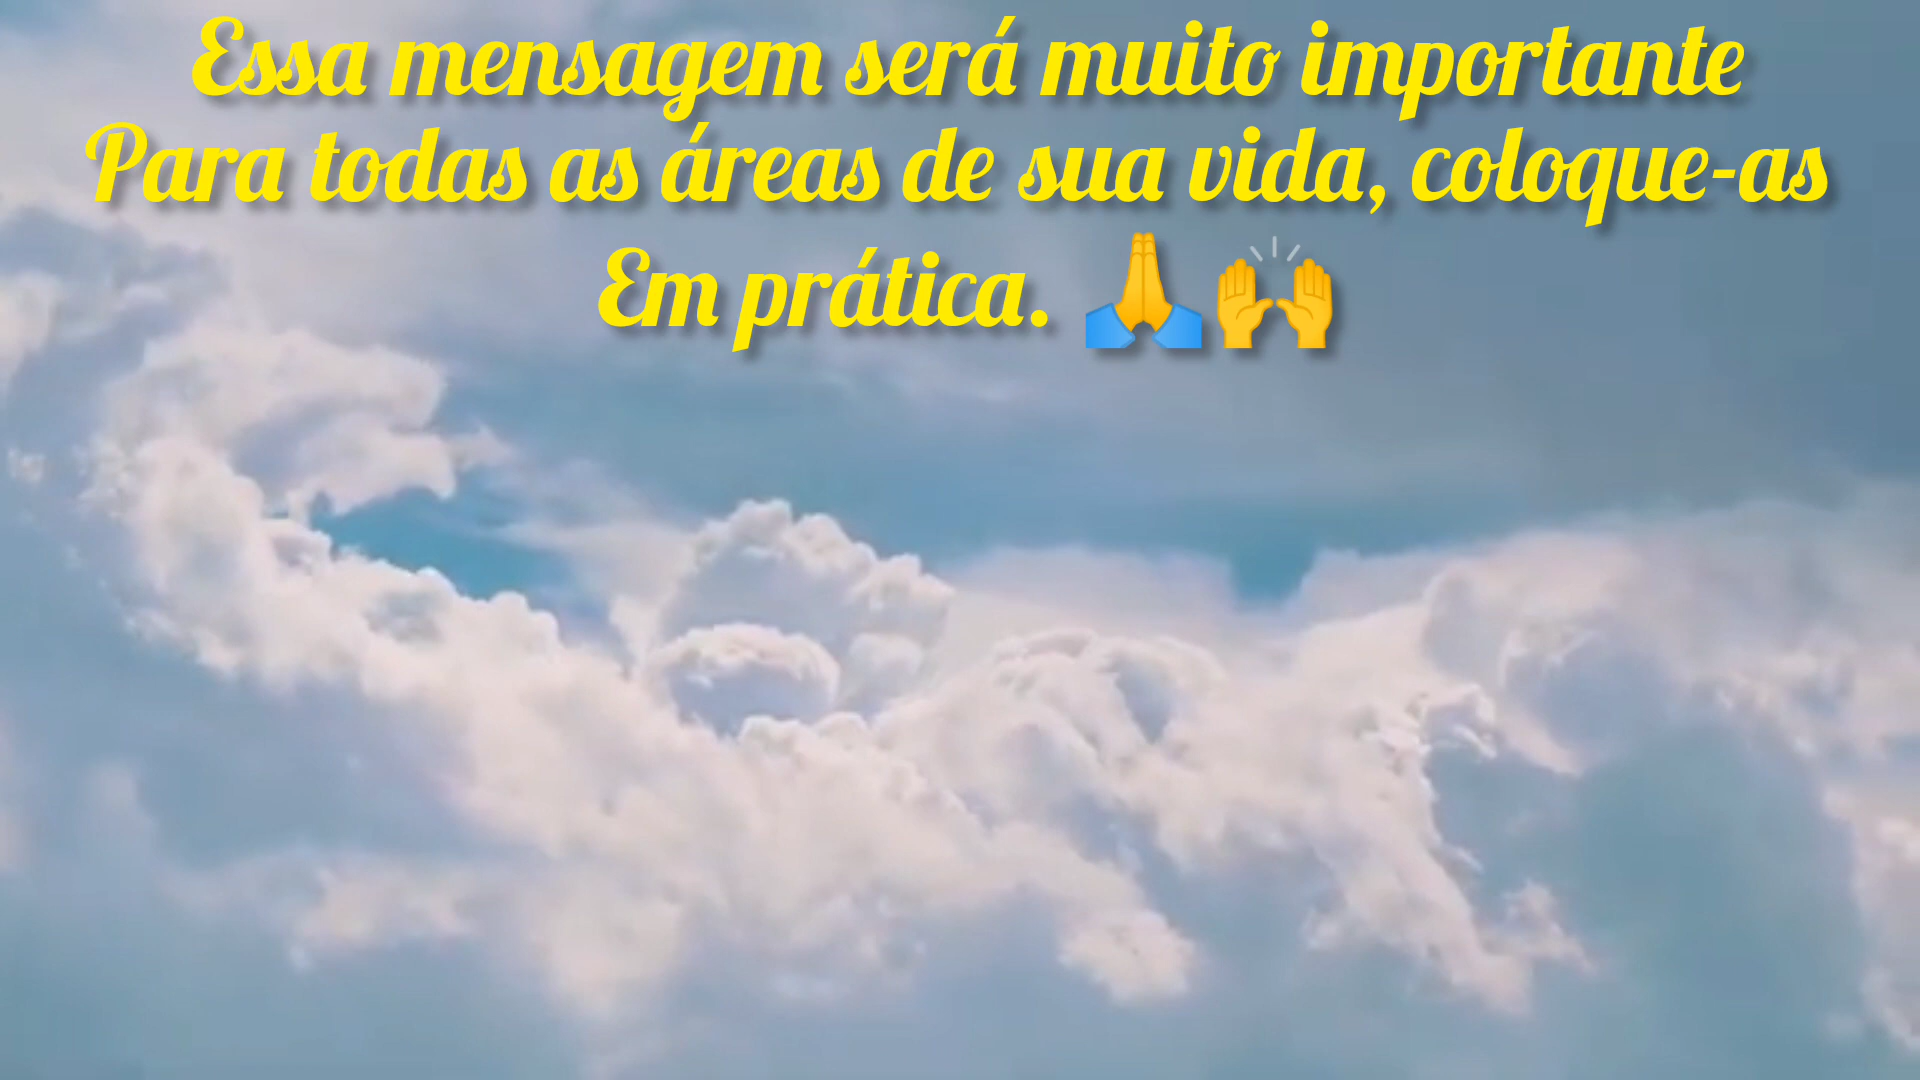 Essa mensagem será muito importante
Para todas as áreas de sua vida, coloque-as
Em prática. 🙏🙌